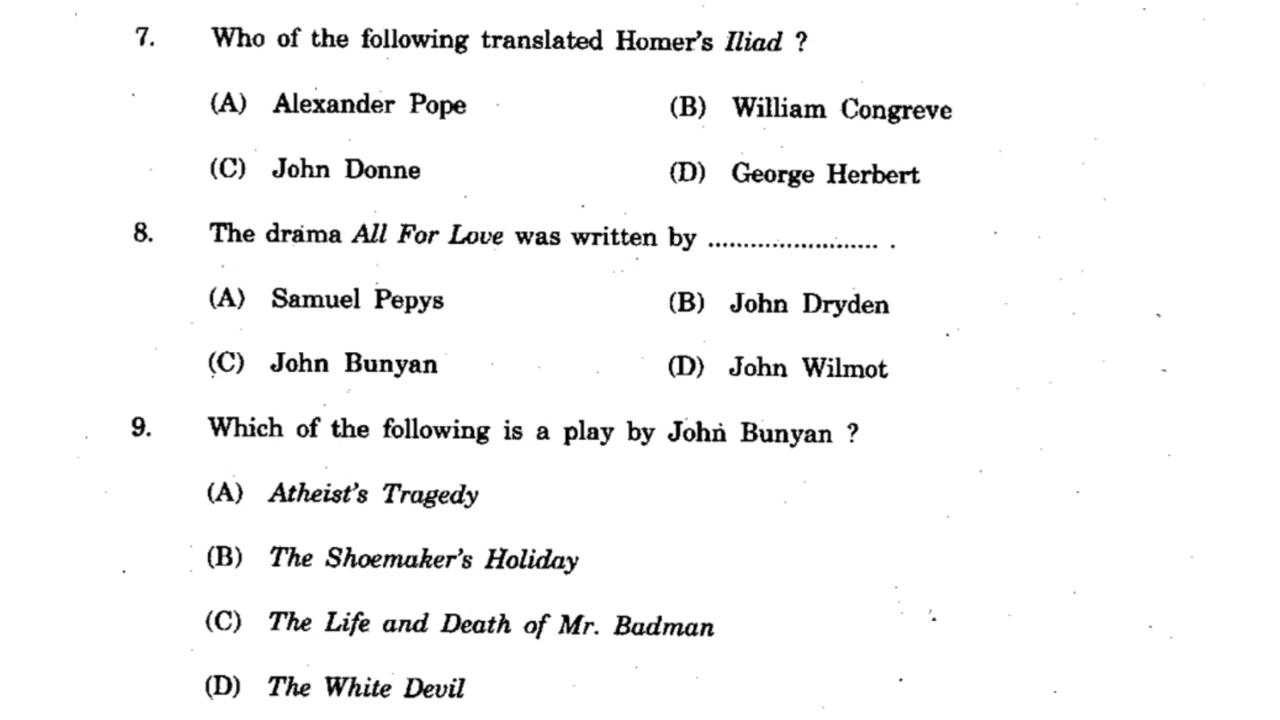 7. Who of the following translated Homer's Iliad ?
(A) Alexander Pope (B) William Congreve
(C) John Donne (D) George Herbert
8. The drama All For Love was written by ........................ .
(A) Samuel Pepys (B) John Dryden
(C) John Bunyan (D) John Wilmot
9. Which of the following is a play by John Bunyan ?
(A) Atheist's Tragedy
(B) The Shoemaker's Holiday
(C) The Life and Death of Mr. Badman
(D) The White Devil